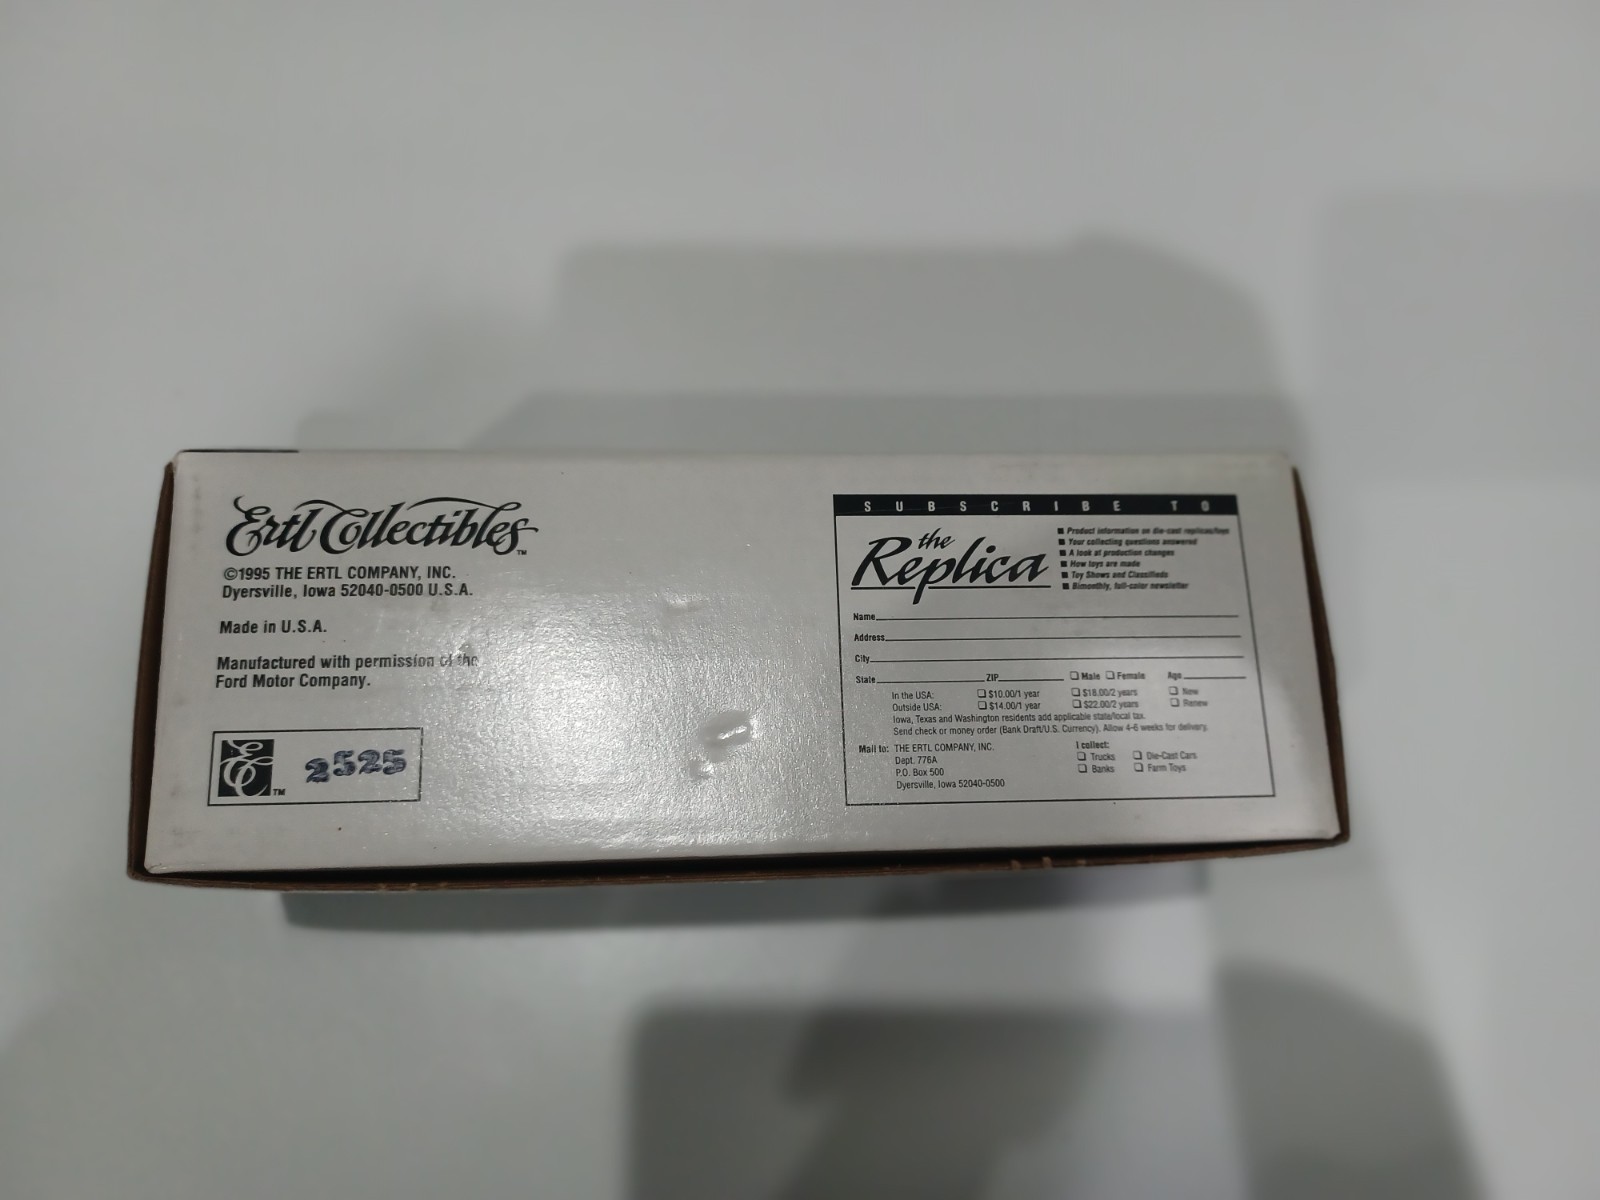 Ertl Collectibles™
©1995 THE ERTL COMPANY, INC.
Dyersville, Iowa 52040-0500 U.S.A.
Made in U.S.A.
Manufactured with permission of the
Ford Motor Company.
2525
TM
SUBSCRIBE TO
the
Replica
■ Product information on die-cast replicas/toys
■ Your collecting questions answered
■ A look at production changes
■ How toys are made
■ Toy Shows and Classifieds
■ Bimonthly, full-color newsletter
Name
Address
City
State ZIP ❑ Male ❑ Female Age
In the USA: ❑ $10.00/1 year ❑ $18.00/2 years ❑ New
Outside USA: ❑ $14.00/1 year ❑ $22.00/2 years ❑ Renew
Iowa, Texas and Washington residents add applicable state/local tax.
Send check or money order (Bank Draft/U.S. Currency). Allow 4-6 weeks for delivery.
Mail to: THE ERTL COMPANY, INC.
Dept. 776A
P.O. Box 500
Dyersville, Iowa 52040-0500
I collect:
❑ Trucks ❑ Die-Cast Cars
❑ Banks ❑ Farm Toys